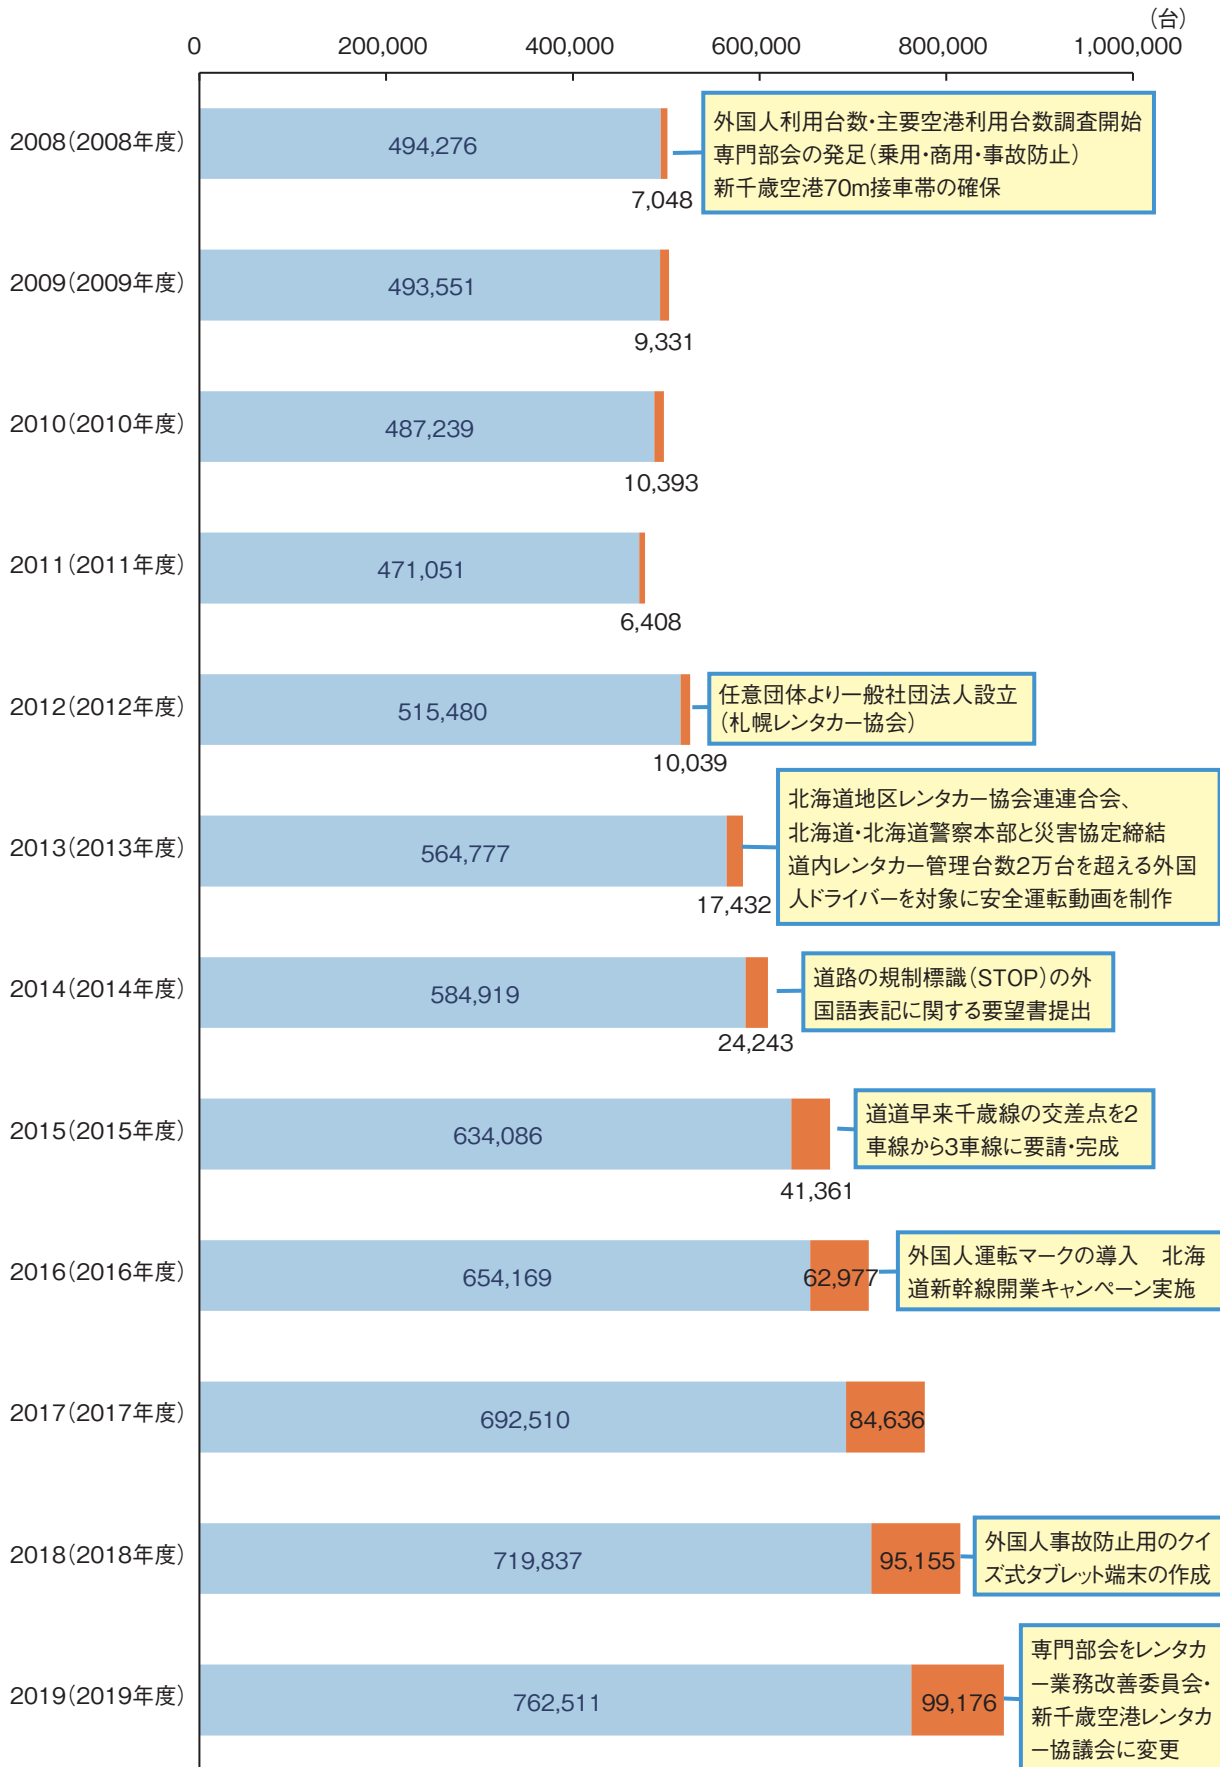 (台)
0 200,000 400,000 600,000 800,000 1,000,000
2008(2008年度)
494,276
7,048
外国人利用台数・主要空港利用台数調査開始
専門部会の発足(乗用・商用・事故防止)
新千歳空港70m接車帯の確保
2009(2009年度)
493,551
9,331
2010(2010年度)
487,239
10,393
2011(2011年度)
471,051
6,408
2012(2012年度)
515,480
10,039
任意団体より一般社団法人設立
(札幌レンタカー協会)
2013(2013年度)
564,777
17,432
北海道地区レンタカー協会連連合会、
北海道・北海道警察本部と災害協定締結
道内レンタカー管理台数2万台を超える外国
人ドライバーを対象に安全運転動画を制作
2014(2014年度)
584,919
24,243
道路の規制標識(STOP)の外
国語表記に関する要望書提出
2015(2015年度)
634,086
41,361
道道早来千歳線の交差点を2
車線から3車線に要請・完成
2016(2016年度)
654,169
62,977
外国人運転マークの導入　北海
道新幹線開業キャンペーン実施
2017(2017年度)
692,510
84,636
2018(2018年度)
719,837
95,155
外国人事故防止用のクイ
ズ式タブレット端末の作成
2019(2019年度)
762,511
99,176
専門部会をレンタカ
ー業務改善委員会・
新千歳空港レンタカ
ー協議会に変更